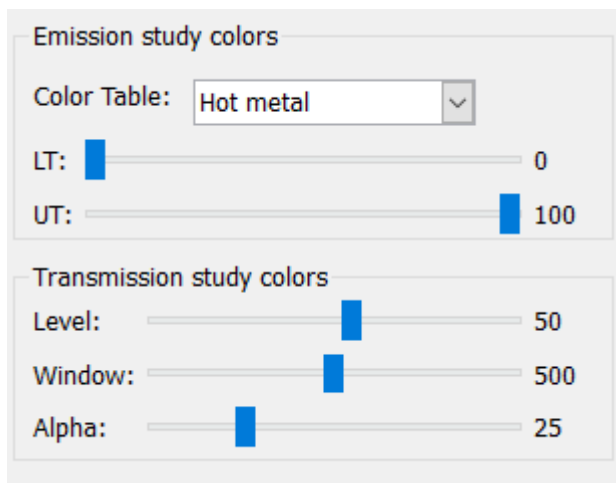 Emission study colors
Color Table: Hot metal
LT: 0
UT: 100
Transmission study colors
Level: 50
Window: 500
Alpha: 25